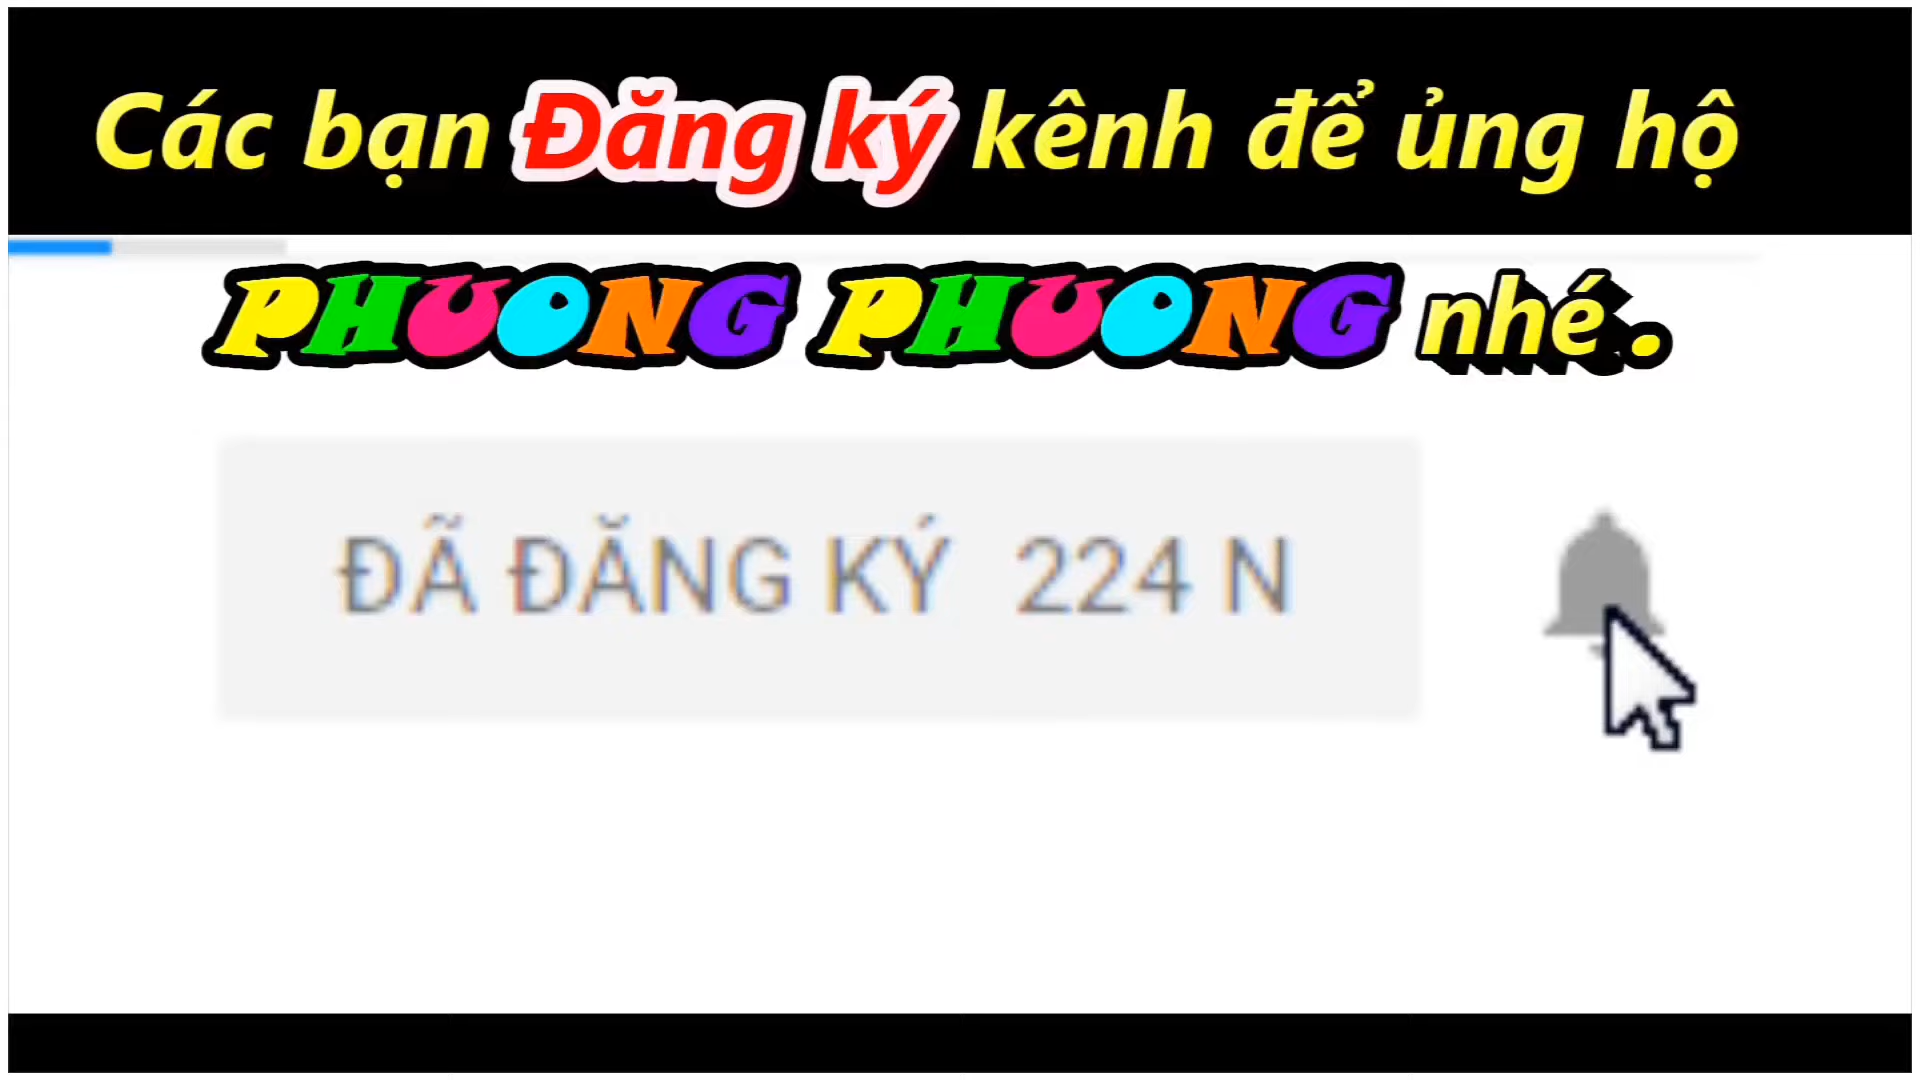 Các bạn Đăng ký kênh để ủng hộ
PHUONG PHUONG nhé .
ĐÃ ĐĂNG KÝ 224 N